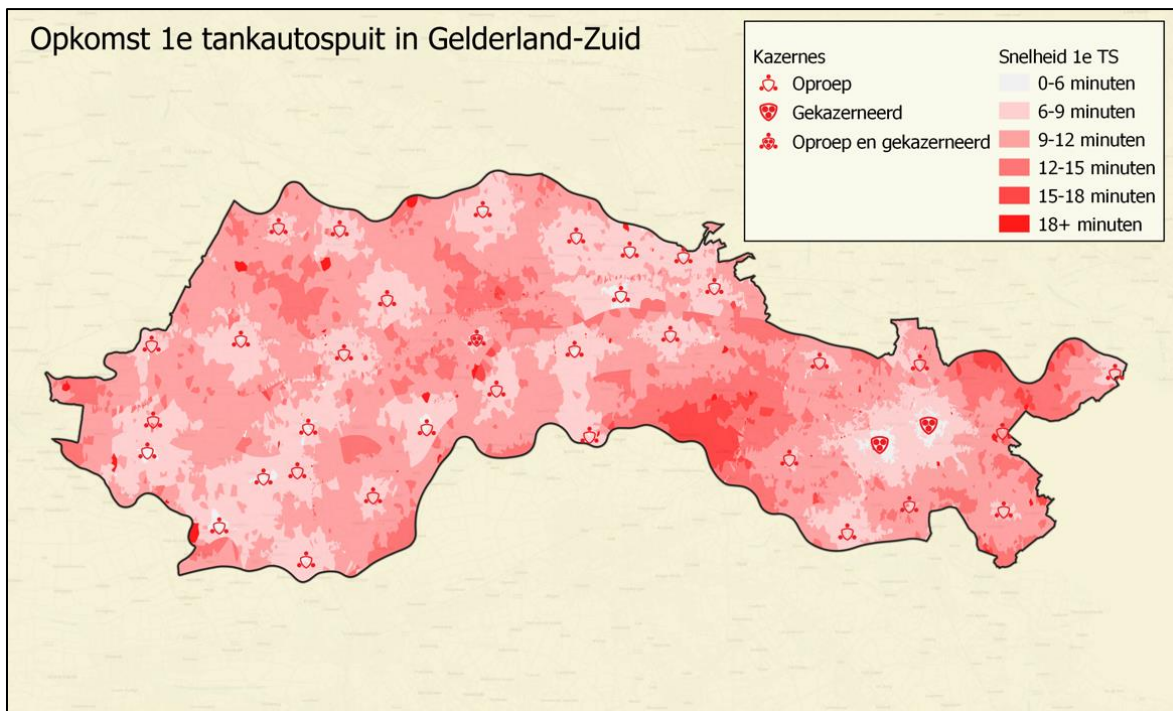 Opkomst 1e tankautospuit in Gelderland-Zuid
Kazernes
Oproep
Gekazerneerd
Oproep en gekazerneerd
Snelheid 1e TS
0-6 minuten
6-9 minuten
9-12 minuten
12-15 minuten
15-18 minuten
18+ minuten